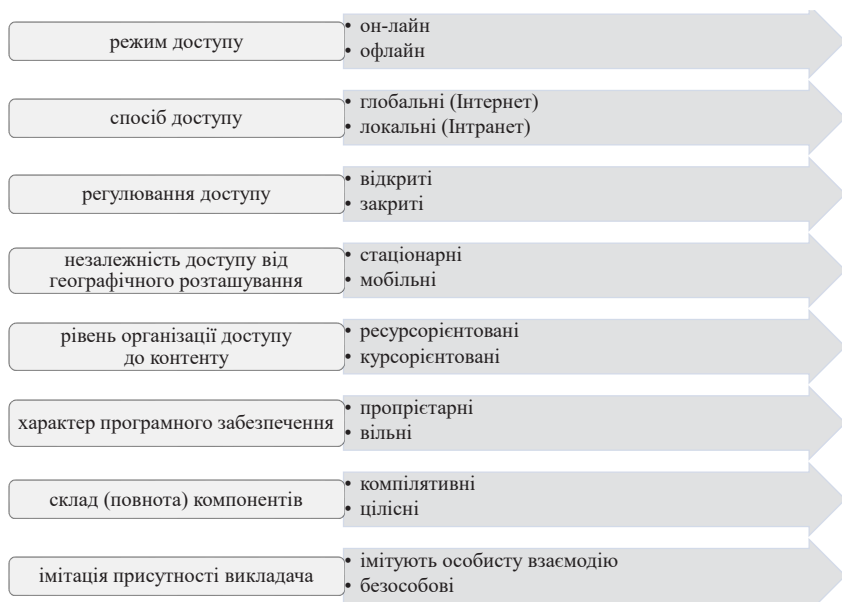 режим доступу
• он-лайн
• офлайн
спосіб доступу
• глобальні (Інтернет)
• локальні (Інтранет)
регулювання доступу
• відкриті
• закриті
незалежність доступу від
географічного розташування
• стаціонарні
• мобільні
рівень організації доступу
до контенту
• ресурсорієнтовані
• курсорієнтовані
характер програмного забезпечення
• пропрієтарні
• вільні
склад (повнота) компонентів
• компілятивні
• цілісні
імітація присутності викладача
• імітують особисту взаємодію
• безособові